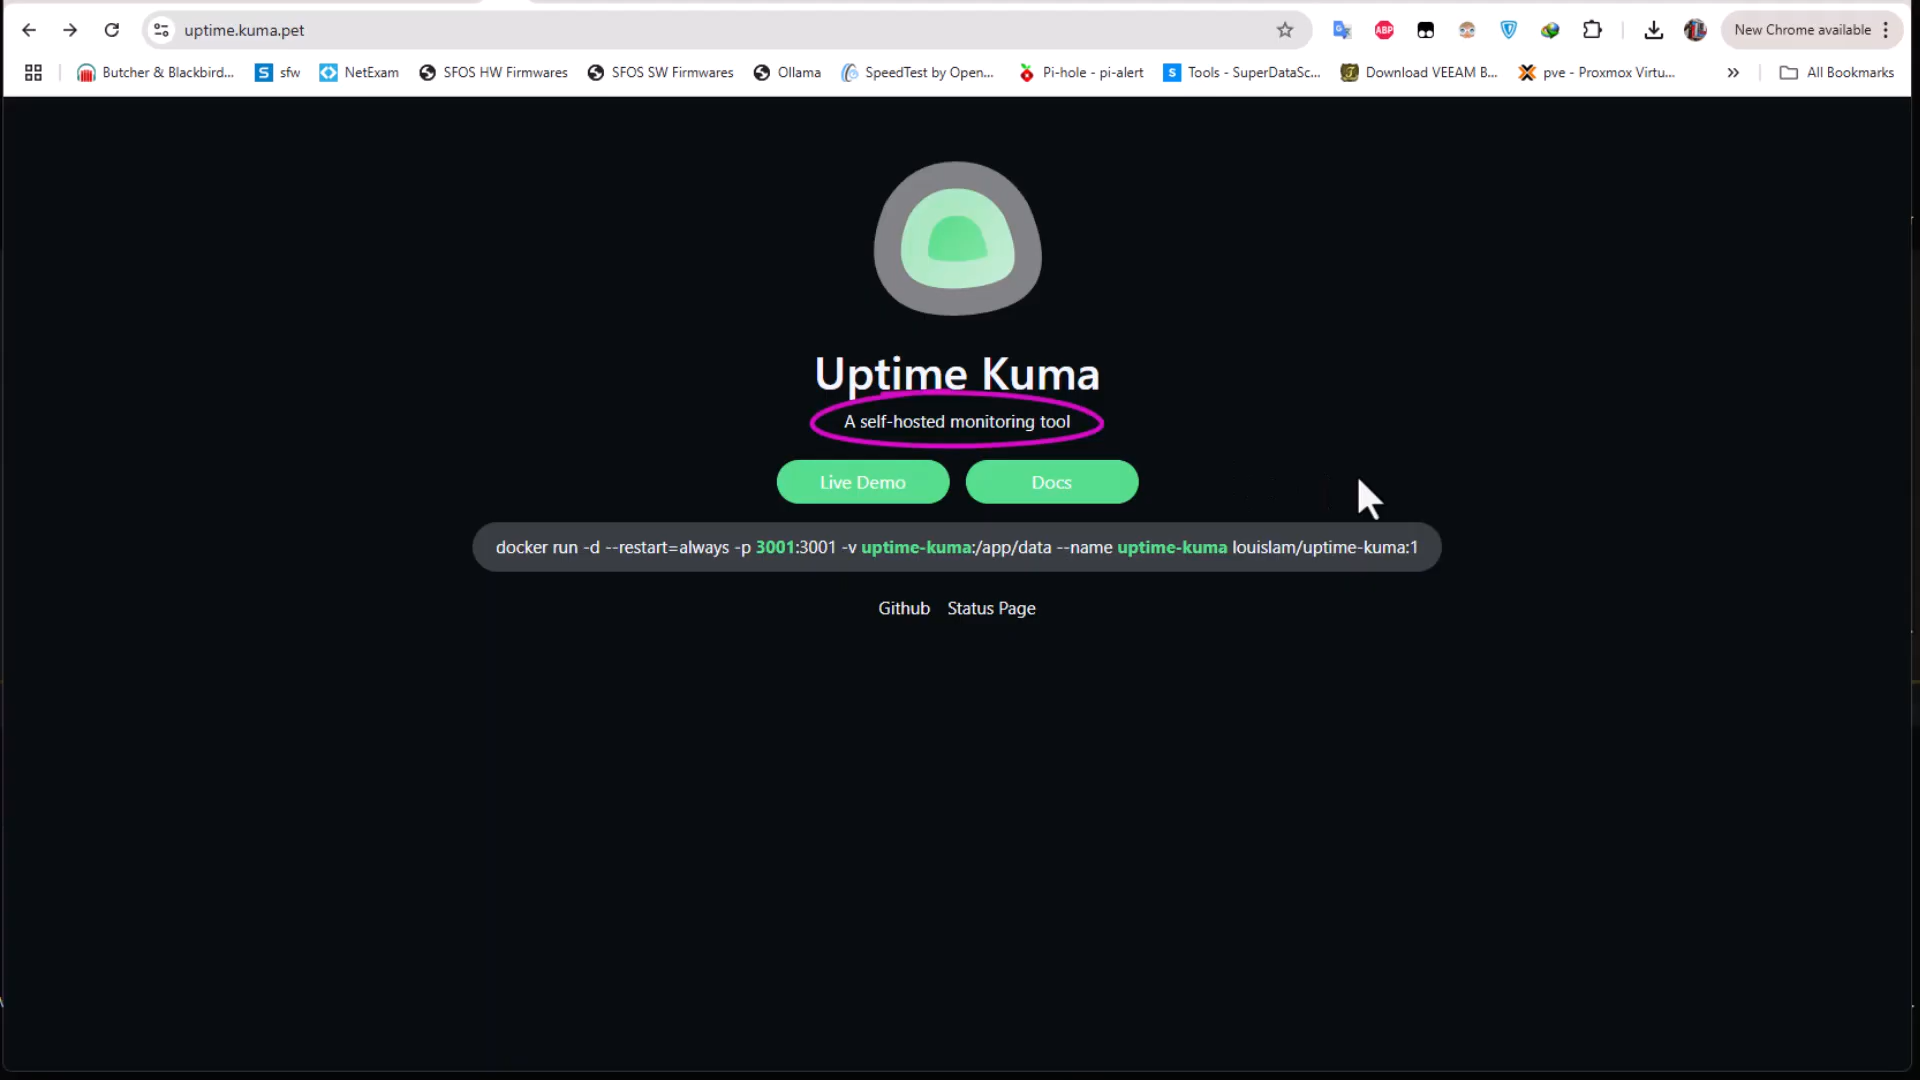 uptime.kuma.pet
ABP
New Chrome available
Butcher & Blackbird...
S sfw
NetExam
SFOS HW Firmwares
SFOS SW Firmwares
Ollama
SpeedTest by Open...
Pi-hole - pi-alert
S Tools - SuperDataSc...
Download VEEAM B...
pve - Proxmox Virtu...
All Bookmarks
Uptime Kuma
A self-hosted monitoring tool
Live Demo
Docs
docker run -d --restart=always -p 3001:3001 -v uptime-kuma:/app/data --name uptime-kuma louislam/uptime-kuma:1
Github Status Page